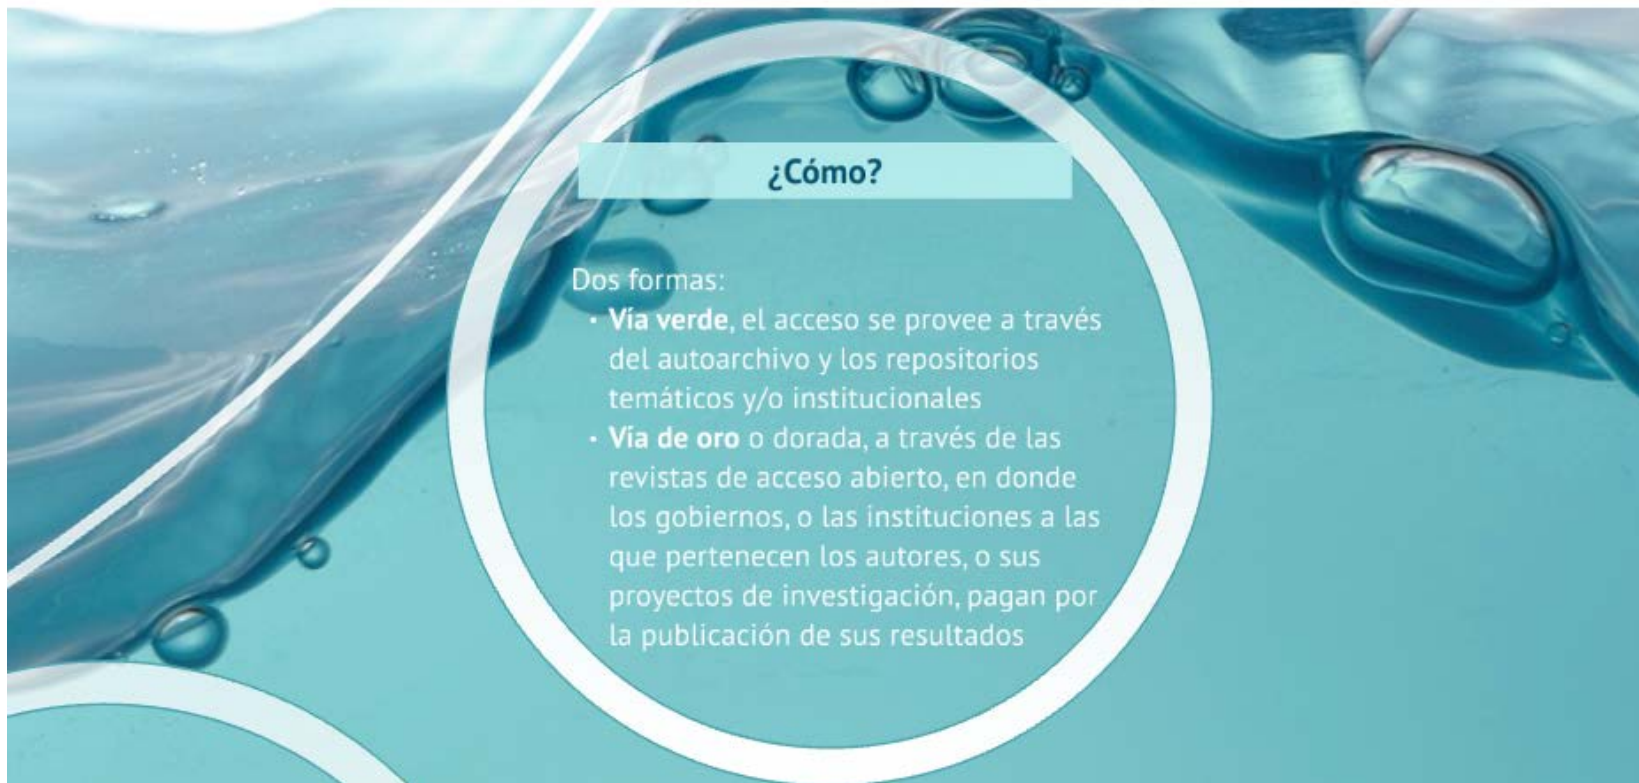 ¿Cómo?
Dos formas:
• Vía verde, el acceso se provee a través
del autoarchivo y los repositorios
temáticos y/o institucionales
• Vía de oro o dorada, a través de las
revistas de acceso abierto, en donde
los gobiernos, o las instituciones a las
que pertenecen los autores, o sus
proyectos de investigación, pagan por
la publicación de sus resultados